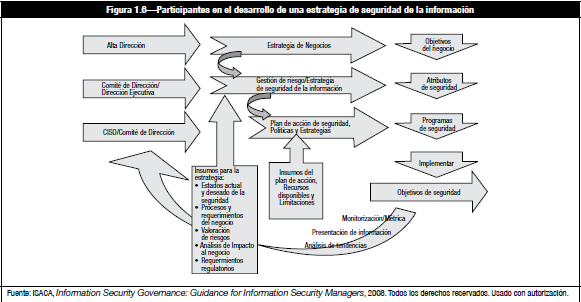 Figura 1.6—Participantes en el desarrollo de una estrategia de seguridad de la información
Alta Dirección
Estrategia de Negocios
Objetivos
del negocio
Comité de Dirección/
Dirección Ejecutiva
Gestión de riesgo/Estrategia
de seguridad de la información
Atributos
de seguridad
CISO/Comité de Dirección
Plan de acción de seguridad,
Políticas y Estrategias
Programas
de seguridad
Implementar
Insumos para la
estrategia:
• Estados actual
y deseado de la
seguridad
• Procesos y
requerimientos
del negocio
• Valoración
de riesgos
• Análisis de Impacto
al negocio
• Requerimientos
regulatorios
Insumos del
plan de acción,
Recursos
disponibles y
Limitaciones
Objetivos de seguridad
Monitorización/Métrica
Presentación de información
Análisis de tendencias
Fuente: ISACA, Information Security Governance: Guidance for Information Security Managers, 2008. Todos los derechos reservados. Usado con autorización.